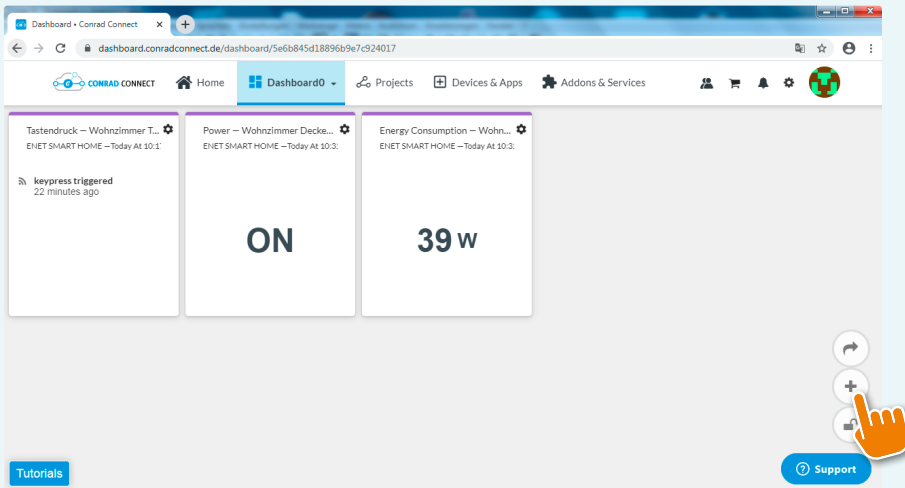 Dashboard • Conrad Connect
dashboard.conradconnect.de/dashboard/5e6b845d18896b9e7c924017
CONRAD CONNECT Home Dashboard0 Projects Devices & Apps Addons & Services
Tastendruck — Wohnzimmer T...
ENET SMART HOME —Today At 10:1
keypress triggered
22 minutes ago
Power — Wohnzimmer Decke...
ENET SMART HOME —Today At 10:3:
ON
Energy Consumption — Wohn...
ENET SMART HOME —Today At 10:3:
39 W
Tutorials
Support